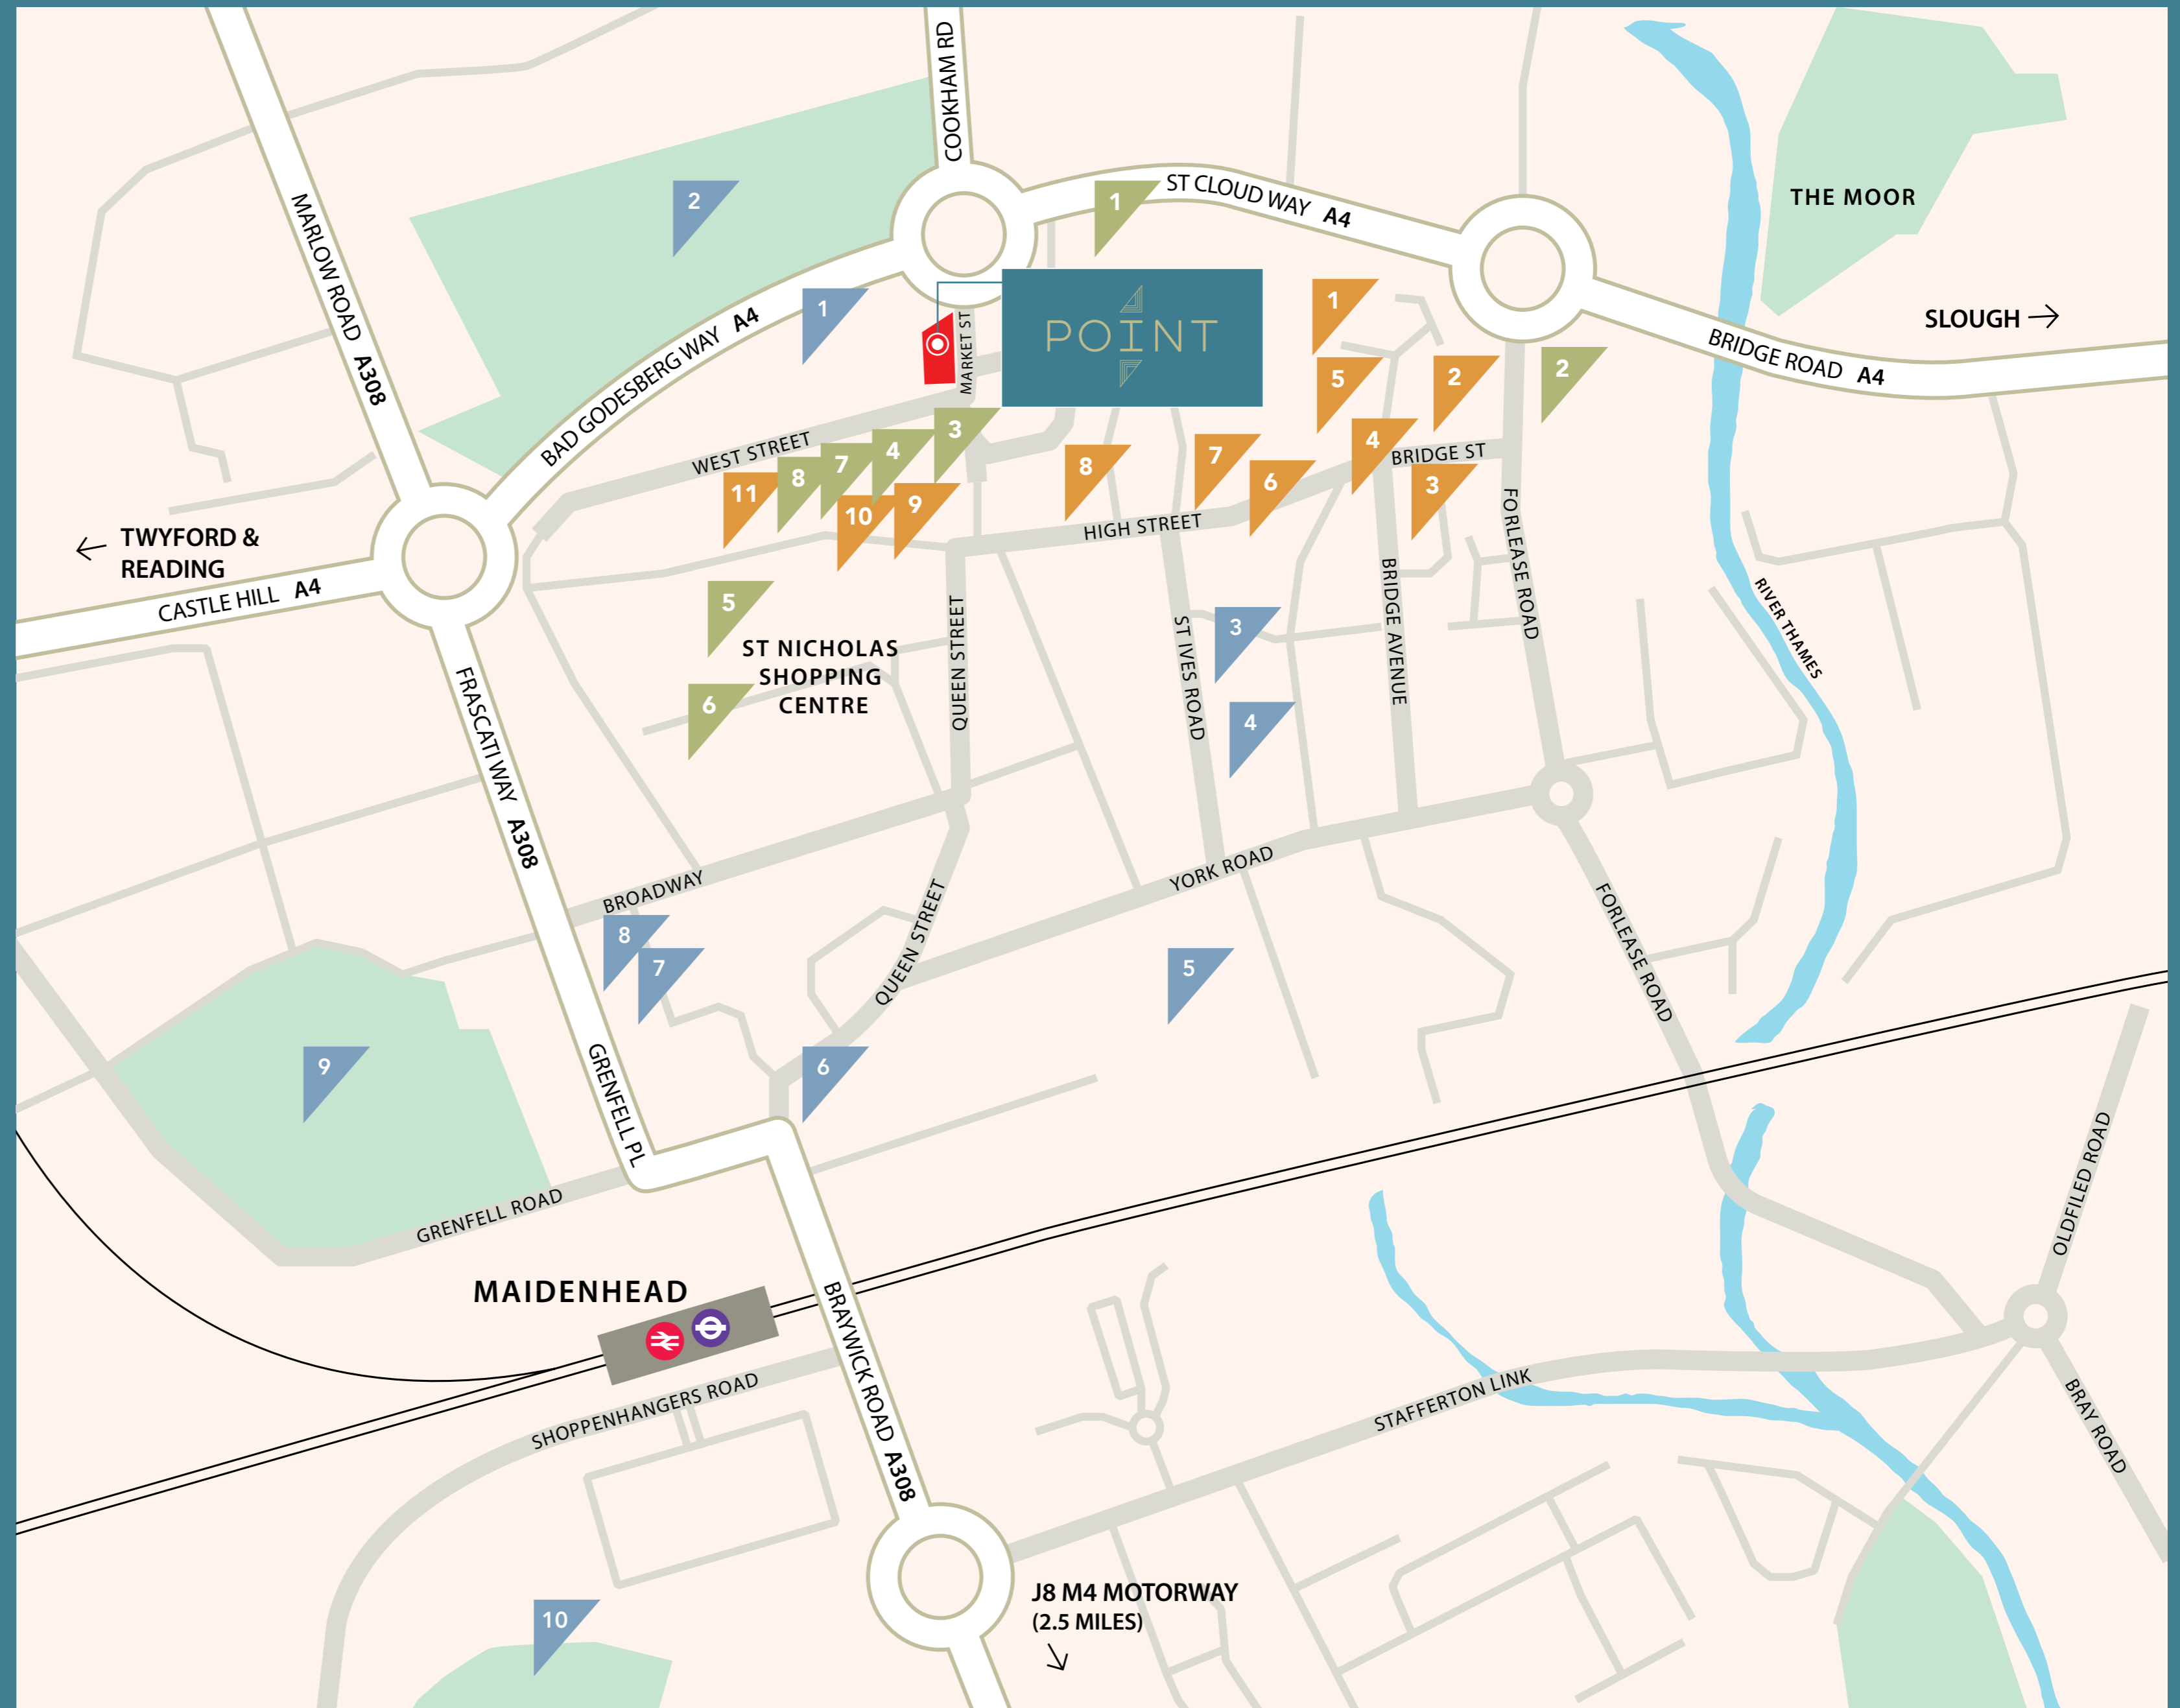 COOKHAM RD
MARLOW ROAD A308
2
1
ST CLOUD WAY A4
THE MOOR
SLOUGH
BRIDGE ROAD A4
1
BAD GODESBERG WAY A4
MARKET ST
POINT
1
5
2
2
WEST STREET
3
4
7
8
11
10
9
8
7
6
4
BRIDGE ST
3
HIGH STREET
TWYFORD &
READING
CASTLE HILL A4
5
ST NICHOLAS
SHOPPING
CENTRE
6
QUEEN STREET
ST IVES ROAD
3
4
BRIDGE AVENUE
FORLEASE ROAD
RIVER THAMES
FRASCATI WAY A308
BROADWAY
YORK ROAD
8
7
QUEEN STREET
5
FORLEASE ROAD
9
6
GRENFELL PL
GRENFELL ROAD
MAIDENHEAD
SHOPPENHANGERS ROAD
BRAYWICK ROAD A308
STAFFERTON LINK
OLDFILED ROAD
BRAY ROAD
10
J8 M4 MOTORWAY
(2.5 MILES)